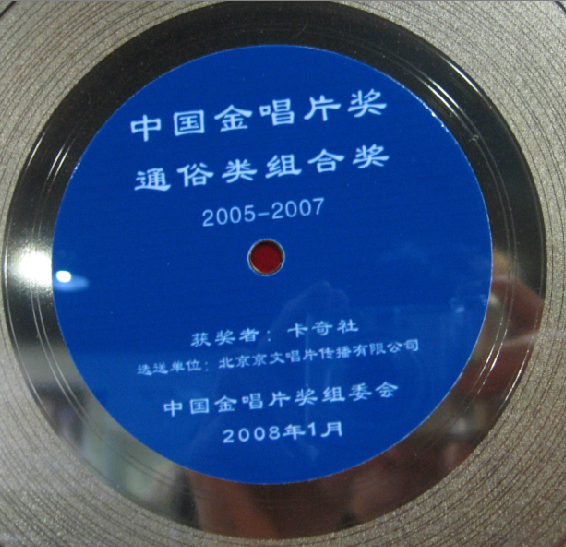 中国金唱片奖
通俗类组合奖
2005-2007
获奖者：卡奇社
选送单位：北京京文唱片传播有限公司
中国金唱片奖组委会
2008年1月